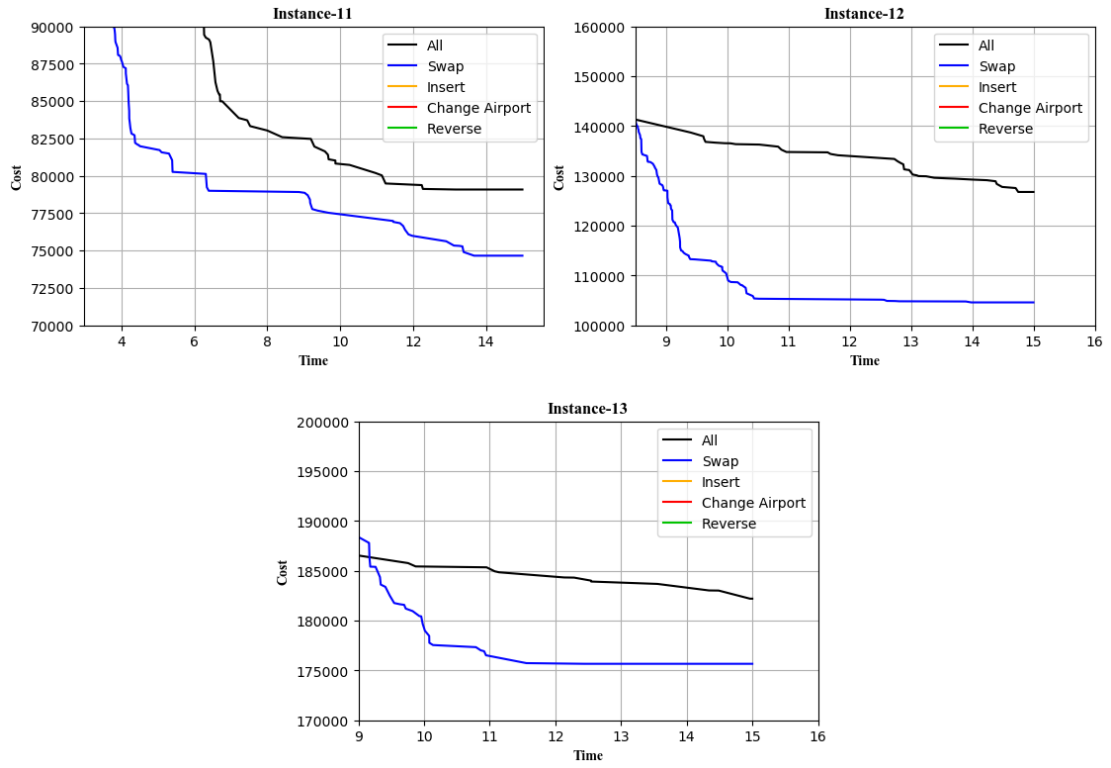 Instance-11
90000
87500
85000
82500
80000
77500
75000
72500
70000
Cost
4
6
8
10
12
14
Time
All
Swap
Insert
Change Airport
Reverse
Instance-12
160000
150000
140000
130000
120000
110000
100000
Cost
9
10
11
12
13
14
15
16
Time
All
Swap
Insert
Change Airport
Reverse
Instance-13
200000
195000
190000
185000
180000
175000
170000
Cost
9
10
11
12
13
14
15
16
Time
All
Swap
Insert
Change Airport
Reverse